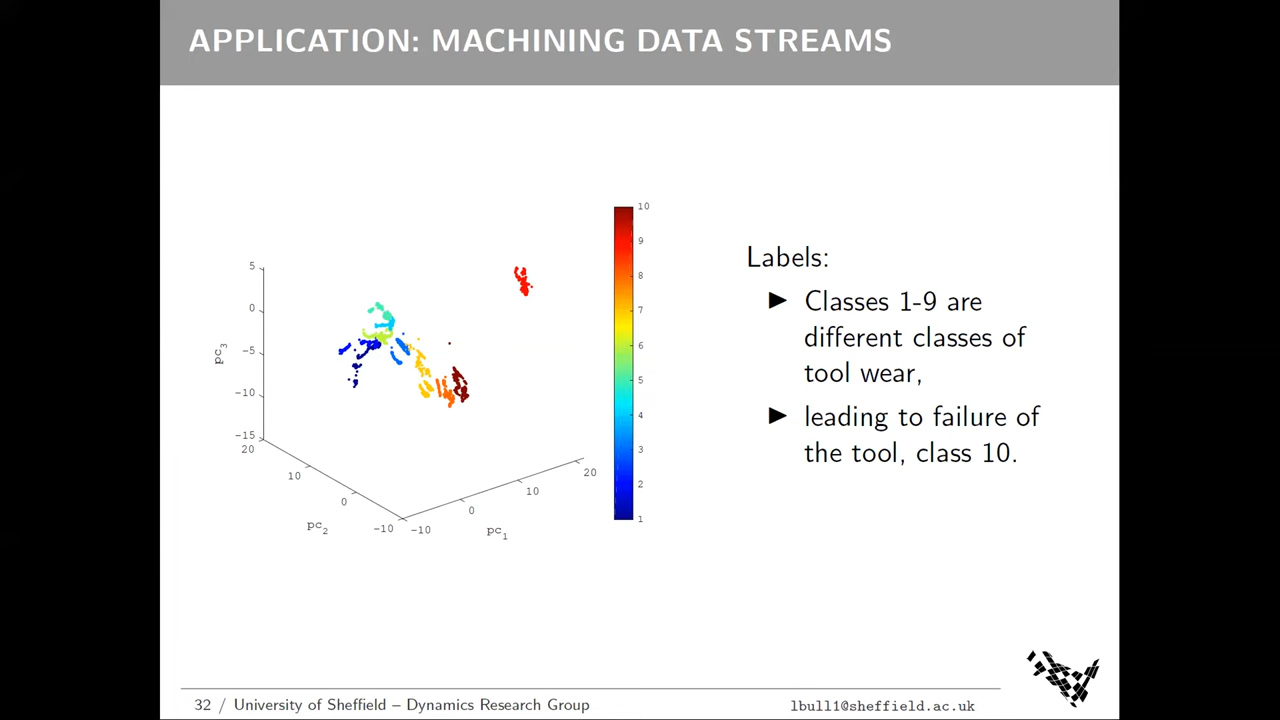 APPLICATION: MACHINING DATA STREAMS
5
0
−5
−10
−15
pc3
20
10
0
−10
pc2
−10
0
10
20
pc1
10
9
8
7
6
5
4
3
2
1
Labels:
▶ Classes 1-9 are
different classes of
tool wear,
▶ leading to failure of
the tool, class 10.
32 / University of Sheffield – Dynamics Research Group
lbull1@sheffield.ac.uk